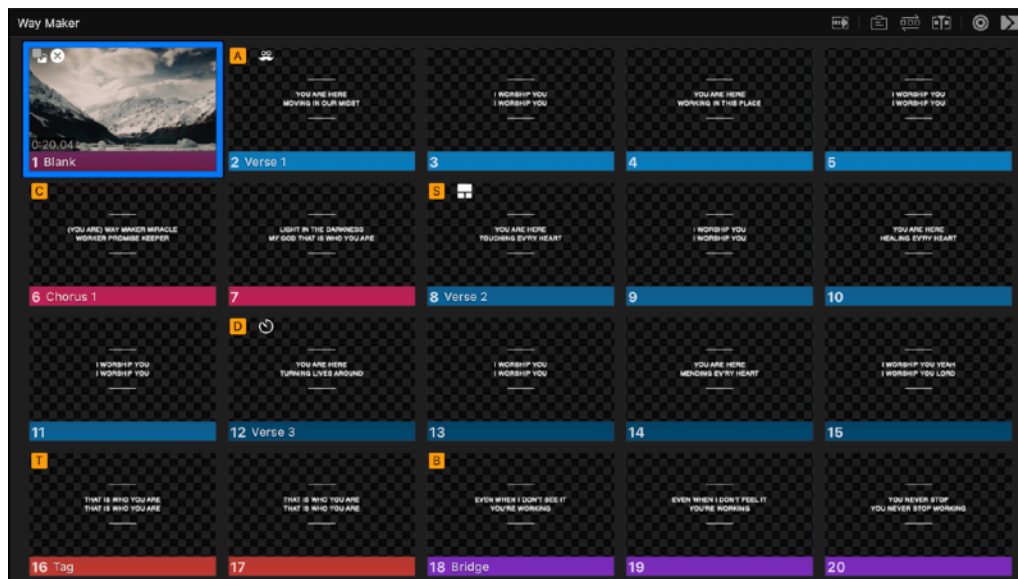 Way Maker
0:20.04
1 Blank
A
YOU ARE HERE
MOVING IN OUR MIDST
2 Verse 1
I WORSHIP YOU
I WORSHIP YOU
3
YOU ARE HERE
WORKING IN THIS PLACE
4
I WORSHIP YOU
I WORSHIP YOU
5
C
(YOU ARE) WAY MAKER MIRACLE
WORKER PROMISE KEEPER
6 Chorus 1
LIGHT IN THE DARKNESS
MY GOD THAT IS WHO YOU ARE
7
S
YOU ARE HERE
TOUCHING EV'RY HEART
8 Verse 2
I WORSHIP YOU
I WORSHIP YOU
9
YOU ARE HERE
HEALING EV'RY HEART
10
I WORSHIP YOU
I WORSHIP YOU
11
D
YOU ARE HERE
TURNING LIVES AROUND
12 Verse 3
I WORSHIP YOU
I WORSHIP YOU
13
YOU ARE HERE
MENDING EV'RY HEART
14
I WORSHIP YOU YEAH
I WORSHIP YOU LORD
15
T
THAT IS WHO YOU ARE
THAT IS WHO YOU ARE
16 Tag
THAT IS WHO YOU ARE
THAT IS WHO YOU ARE
17
B
EVEN WHEN I DON'T SEE IT
YOU'RE WORKING
18 Bridge
EVEN WHEN I DON'T FEEL IT
YOU'RE WORKING
19
YOU NEVER STOP
YOU NEVER STOP WORKING
20